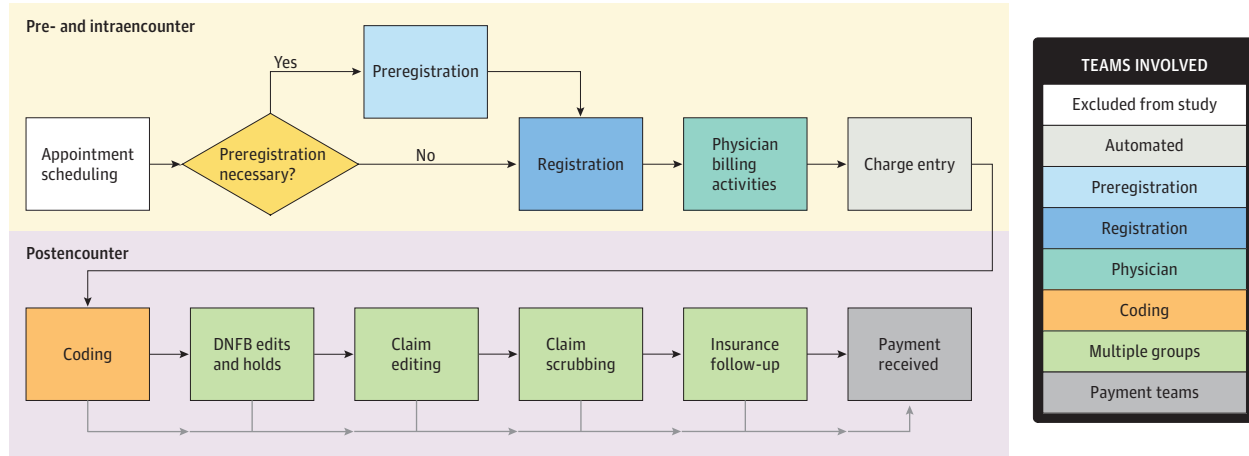 Pre- and intraencounter
Yes
Preregistration
Appointment
scheduling
Preregistration
necessary?
No
Registration
Physician
billing
activities
Charge entry
Postencounter
Coding
DNFB edits
and holds
Claim
editing
Claim
scrubbing
Insurance
follow-up
Payment
received
TEAMS INVOLVED
Excluded from study
Automated
Preregistration
Registration
Physician
Coding
Multiple groups
Payment teams